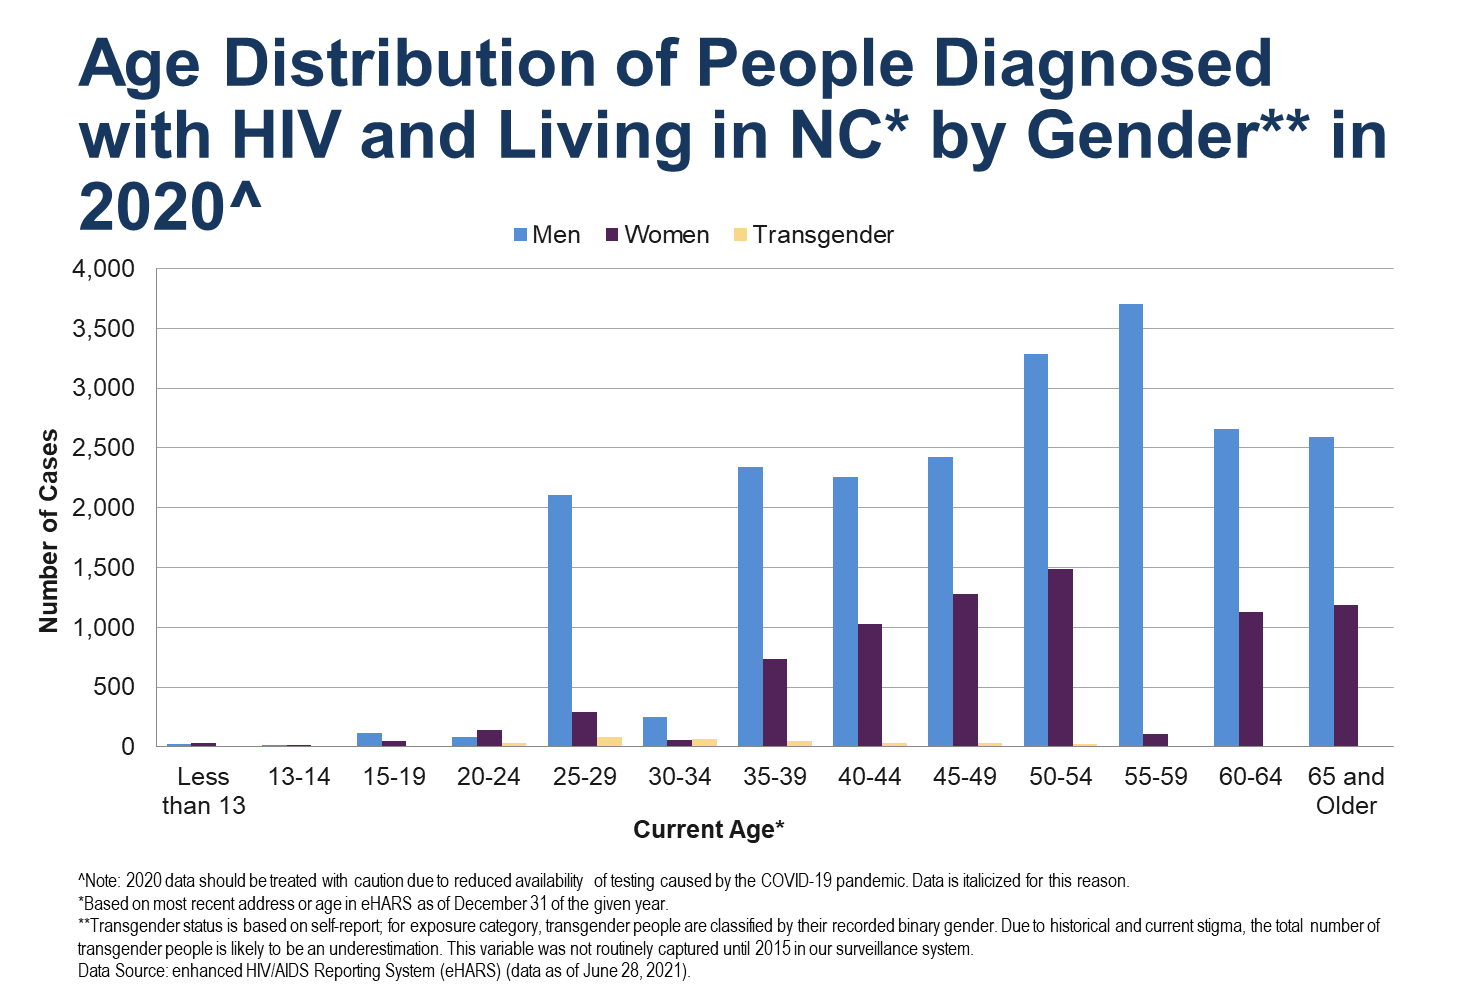 Age Distribution of People Diagnosed
with HIV and Living in NC* by Gender** in
2020^
Men Women Transgender
4,000
3,500
3,000
2,500
2,000
1,500
1,000
500
0
Number of Cases
Less than 13
13-14
15-19
20-24
25-29
30-34
35-39
40-44
45-49
50-54
55-59
60-64
65 and Older
Current Age*
^Note: 2020 data should be treated with caution due to reduced availability of testing caused by the COVID-19 pandemic. Data is italicized for this reason.
*Based on most recent address or age in eHARS as of December 31 of the given year.
**Transgender status is based on self-report; for exposure category, transgender people are classified by their recorded binary gender. Due to historical and current stigma, the total number of
transgender people is likely to be an underestimation. This variable was not routinely captured until 2015 in our surveillance system.
Data Source: enhanced HIV/AIDS Reporting System (eHARS) (data as of June 28, 2021).